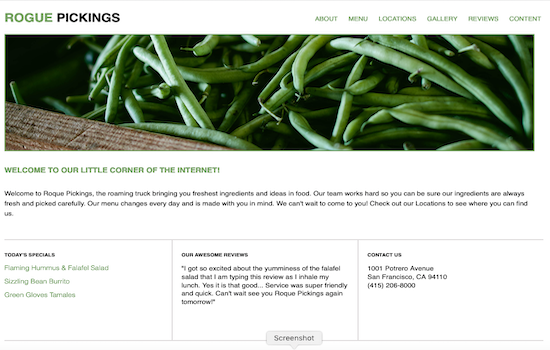 ROGUE PICKINGS
ABOUT MENU LOCATIONS GALLERY REVIEWS CONTENT
WELCOME TO OUR LITTLE CORNER OF THE INTERNET!
Welcome to Roque Pickings, the roaming truck bringing you freshest ingredients and ideas in food. Our team works hard so you can be sure our ingredients are always
fresh and picked carefully. Our menu changes every day and is made with you in mind. We can't wait to come to you! Check out our Locations to see where you can find
us.
TODAY'S SPECIALS
Flaming Hummus & Falafel Salad
Sizzling Bean Burrito
Green Gloves Tamales
OUR AWESOME REVIEWS
"I got so excited about the yumminess of the falafel
salad that I am typing this review as I inhale my
lunch. Yes it is that good... Service was super friendly
and quick. Can't wait see you Roque Pickings again
tomorrow!"
CONTACT US
1001 Potrero Avenue
San Francisco, CA 94110
(415) 206-8000
Screenshot